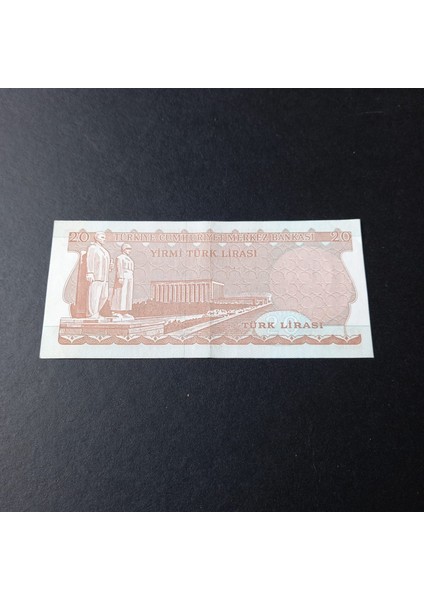 20 TÜRKİYE CUMHURİYET MERKEZ BANKASI 20
YİRMİ TÜRK LİRASI
TÜRK LİRASI